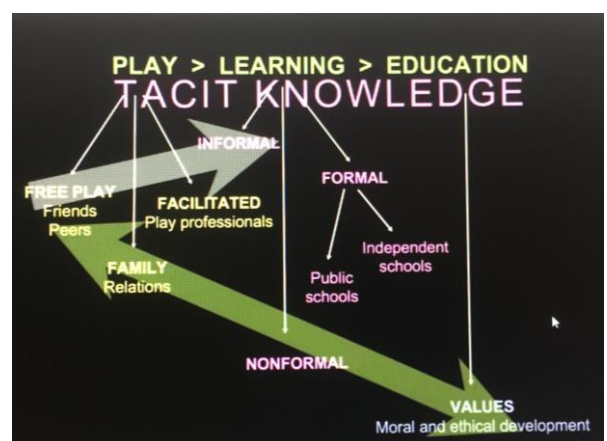 PLAY > LEARNING > EDUCATION
TACIT KNOWLEDGE
INFORMAL
FREE PLAY
Friends
Peers
FACILITATED
Play professionals
FORMAL
Independent
schools
Public
schools
FAMILY
Relations
NONFORMAL
VALUES
Moral and ethical development